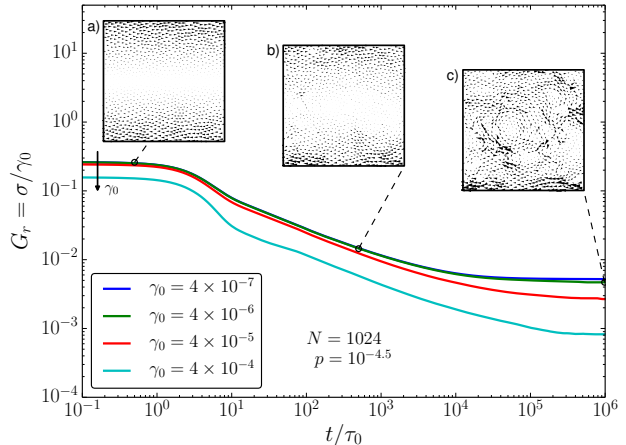 a)
b)
c)
10^1
10^0
10^{-1}
10^{-2}
10^{-3}
10^{-4}
G_r = σ/γ_0
γ_0
γ_0 = 4 × 10^{-7}
γ_0 = 4 × 10^{-6}
γ_0 = 4 × 10^{-5}
γ_0 = 4 × 10^{-4}
N = 1024
p = 10^{-4.5}
10^{-1} 10^0 10^1 10^2 10^3 10^4 10^5 10^6
t/τ_0